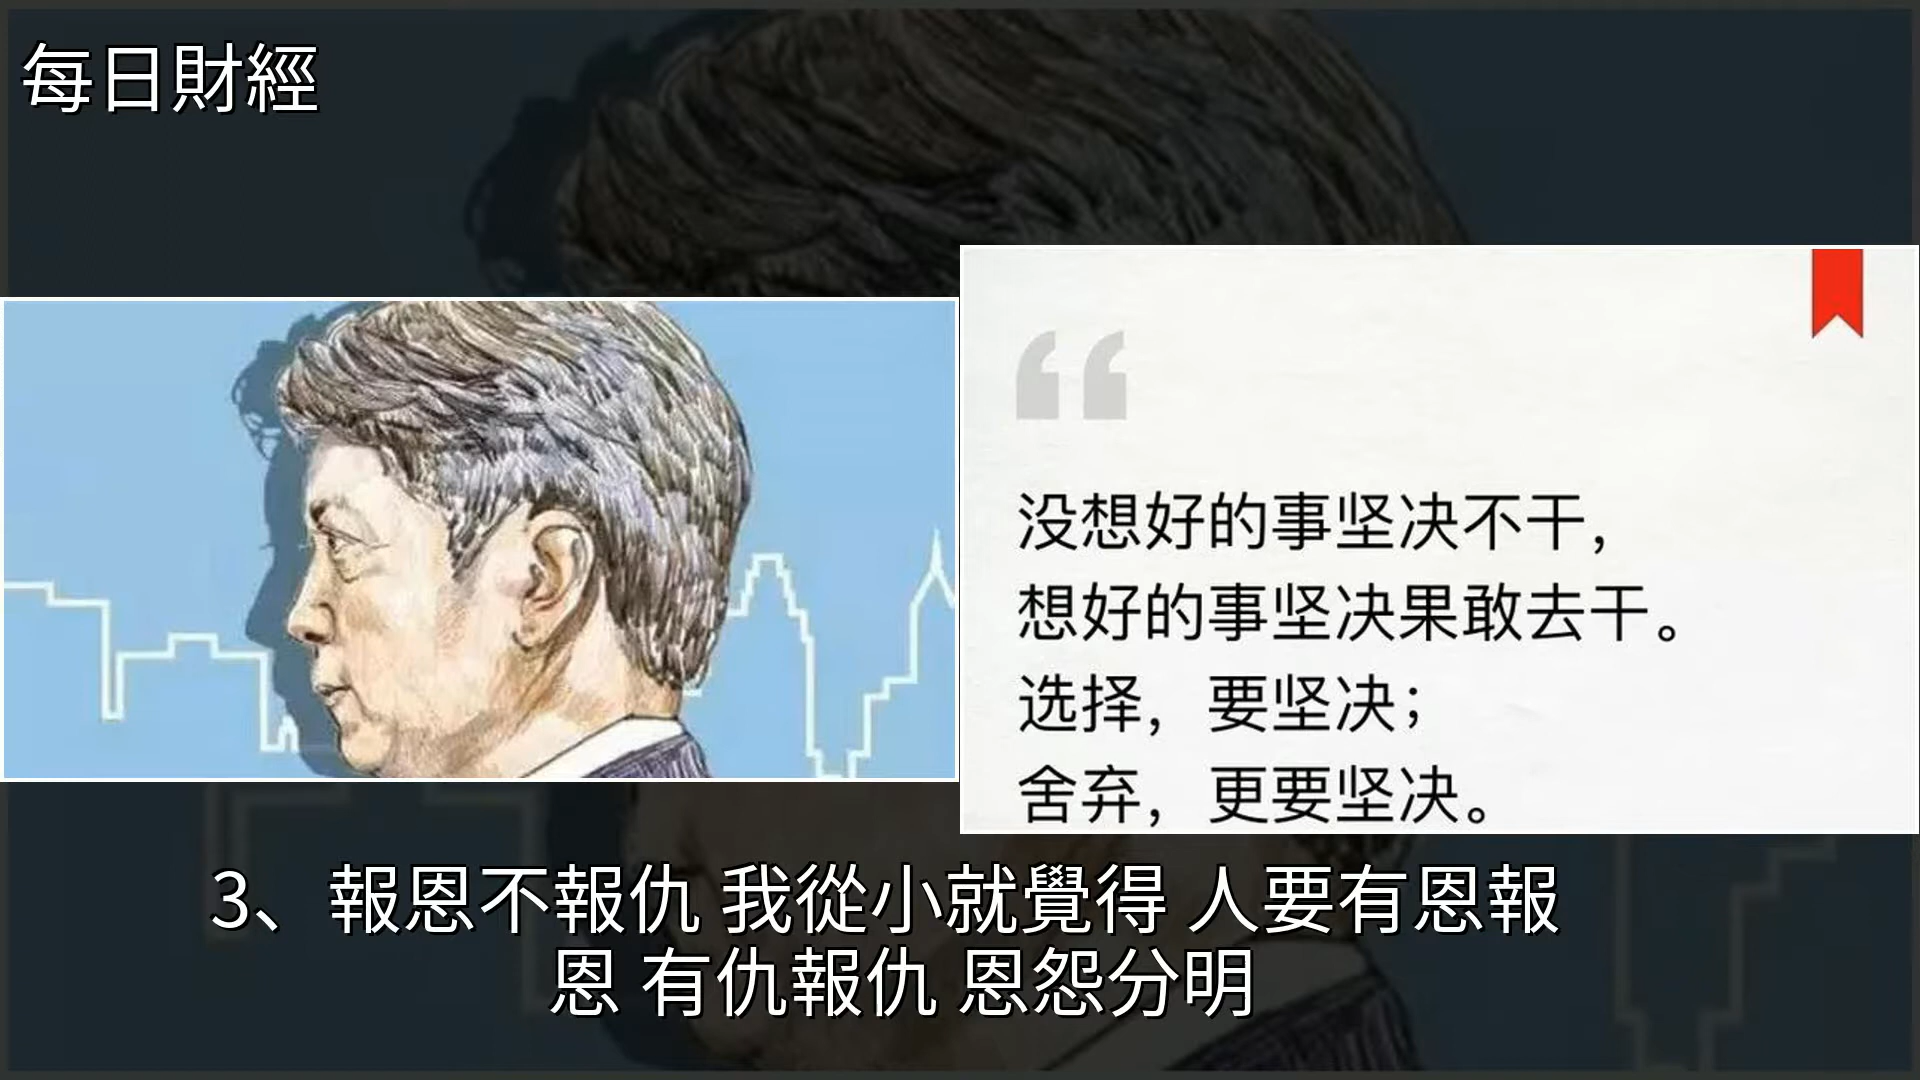 每日財經
没想好的事坚决不干，
想好的事坚决果敢去干。
选择，要坚决；
舍弃，更要坚决。
3、報恩不報仇 我從小就覺得 人要有恩報
恩 有仇報仇 恩怨分明